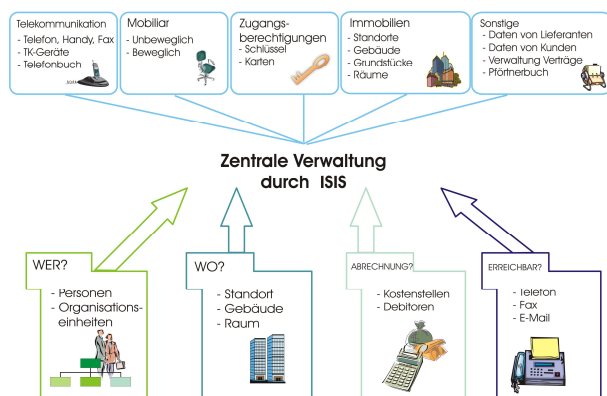 Telekommunikation
- Telefon, Handy, Fax
- TK-Geräte
- Telefonbuch
Mobiliar
- Unbeweglich
- Beweglich
Zugangs-
berechtigungen
- Schlüssel
- Karten
Immobilien
- Standorte
- Gebäude
- Grundstücke
- Räume
Sonstige
- Daten von Lieferanten
- Daten von Kunden
- Verwaltung Verträge
- Pförtnerbuch
Zentrale Verwaltung
durch ISIS
WER?
- Personen
- Organisations-
einheiten
WO?
- Standort
- Gebäude
- Raum
ABRECHNUNG?
- Kostenstellen
- Debitoren
ERREICHBAR?
- Telefon
- Fax
- E-Mail